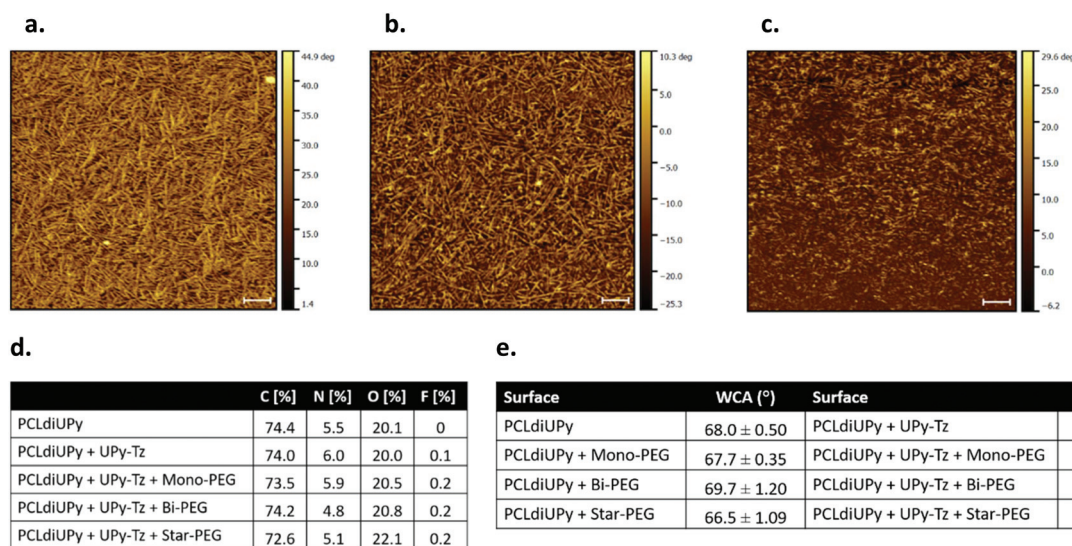 a. b. c.
44.9 deg
40.0
35.0
30.0
25.0
20.0
15.0
10.0
1.4
10.3 deg
5.0
0.0
−5.0
−10.0
−15.0
−20.0
−25.3
29.6 deg
25.0
20.0
15.0
10.0
5.0
0.0
−6.2
d.
C [%] N [%] O [%] F [%]
PCLdiUPy 74.4 5.5 20.1 0
PCLdiUPy + UPy-Tz 74.0 6.0 20.0 0.1
PCLdiUPy + UPy-Tz + Mono-PEG 73.5 5.9 20.5 0.2
PCLdiUPy + UPy-Tz + Bi-PEG 74.2 4.8 20.8 0.2
PCLdiUPy + UPy-Tz + Star-PEG 72.6 5.1 22.1 0.2
e.
Surface WCA (°) Surface
PCLdiUPy 68.0 ± 0.50 PCLdiUPy + UPy-Tz
PCLdiUPy + Mono-PEG 67.7 ± 0.35 PCLdiUPy + UPy-Tz + Mono-PEG
PCLdiUPy + Bi-PEG 69.7 ± 1.20 PCLdiUPy + UPy-Tz + Bi-PEG
PCLdiUPy + Star-PEG 66.5 ± 1.09 PCLdiUPy + UPy-Tz + Star-PEG